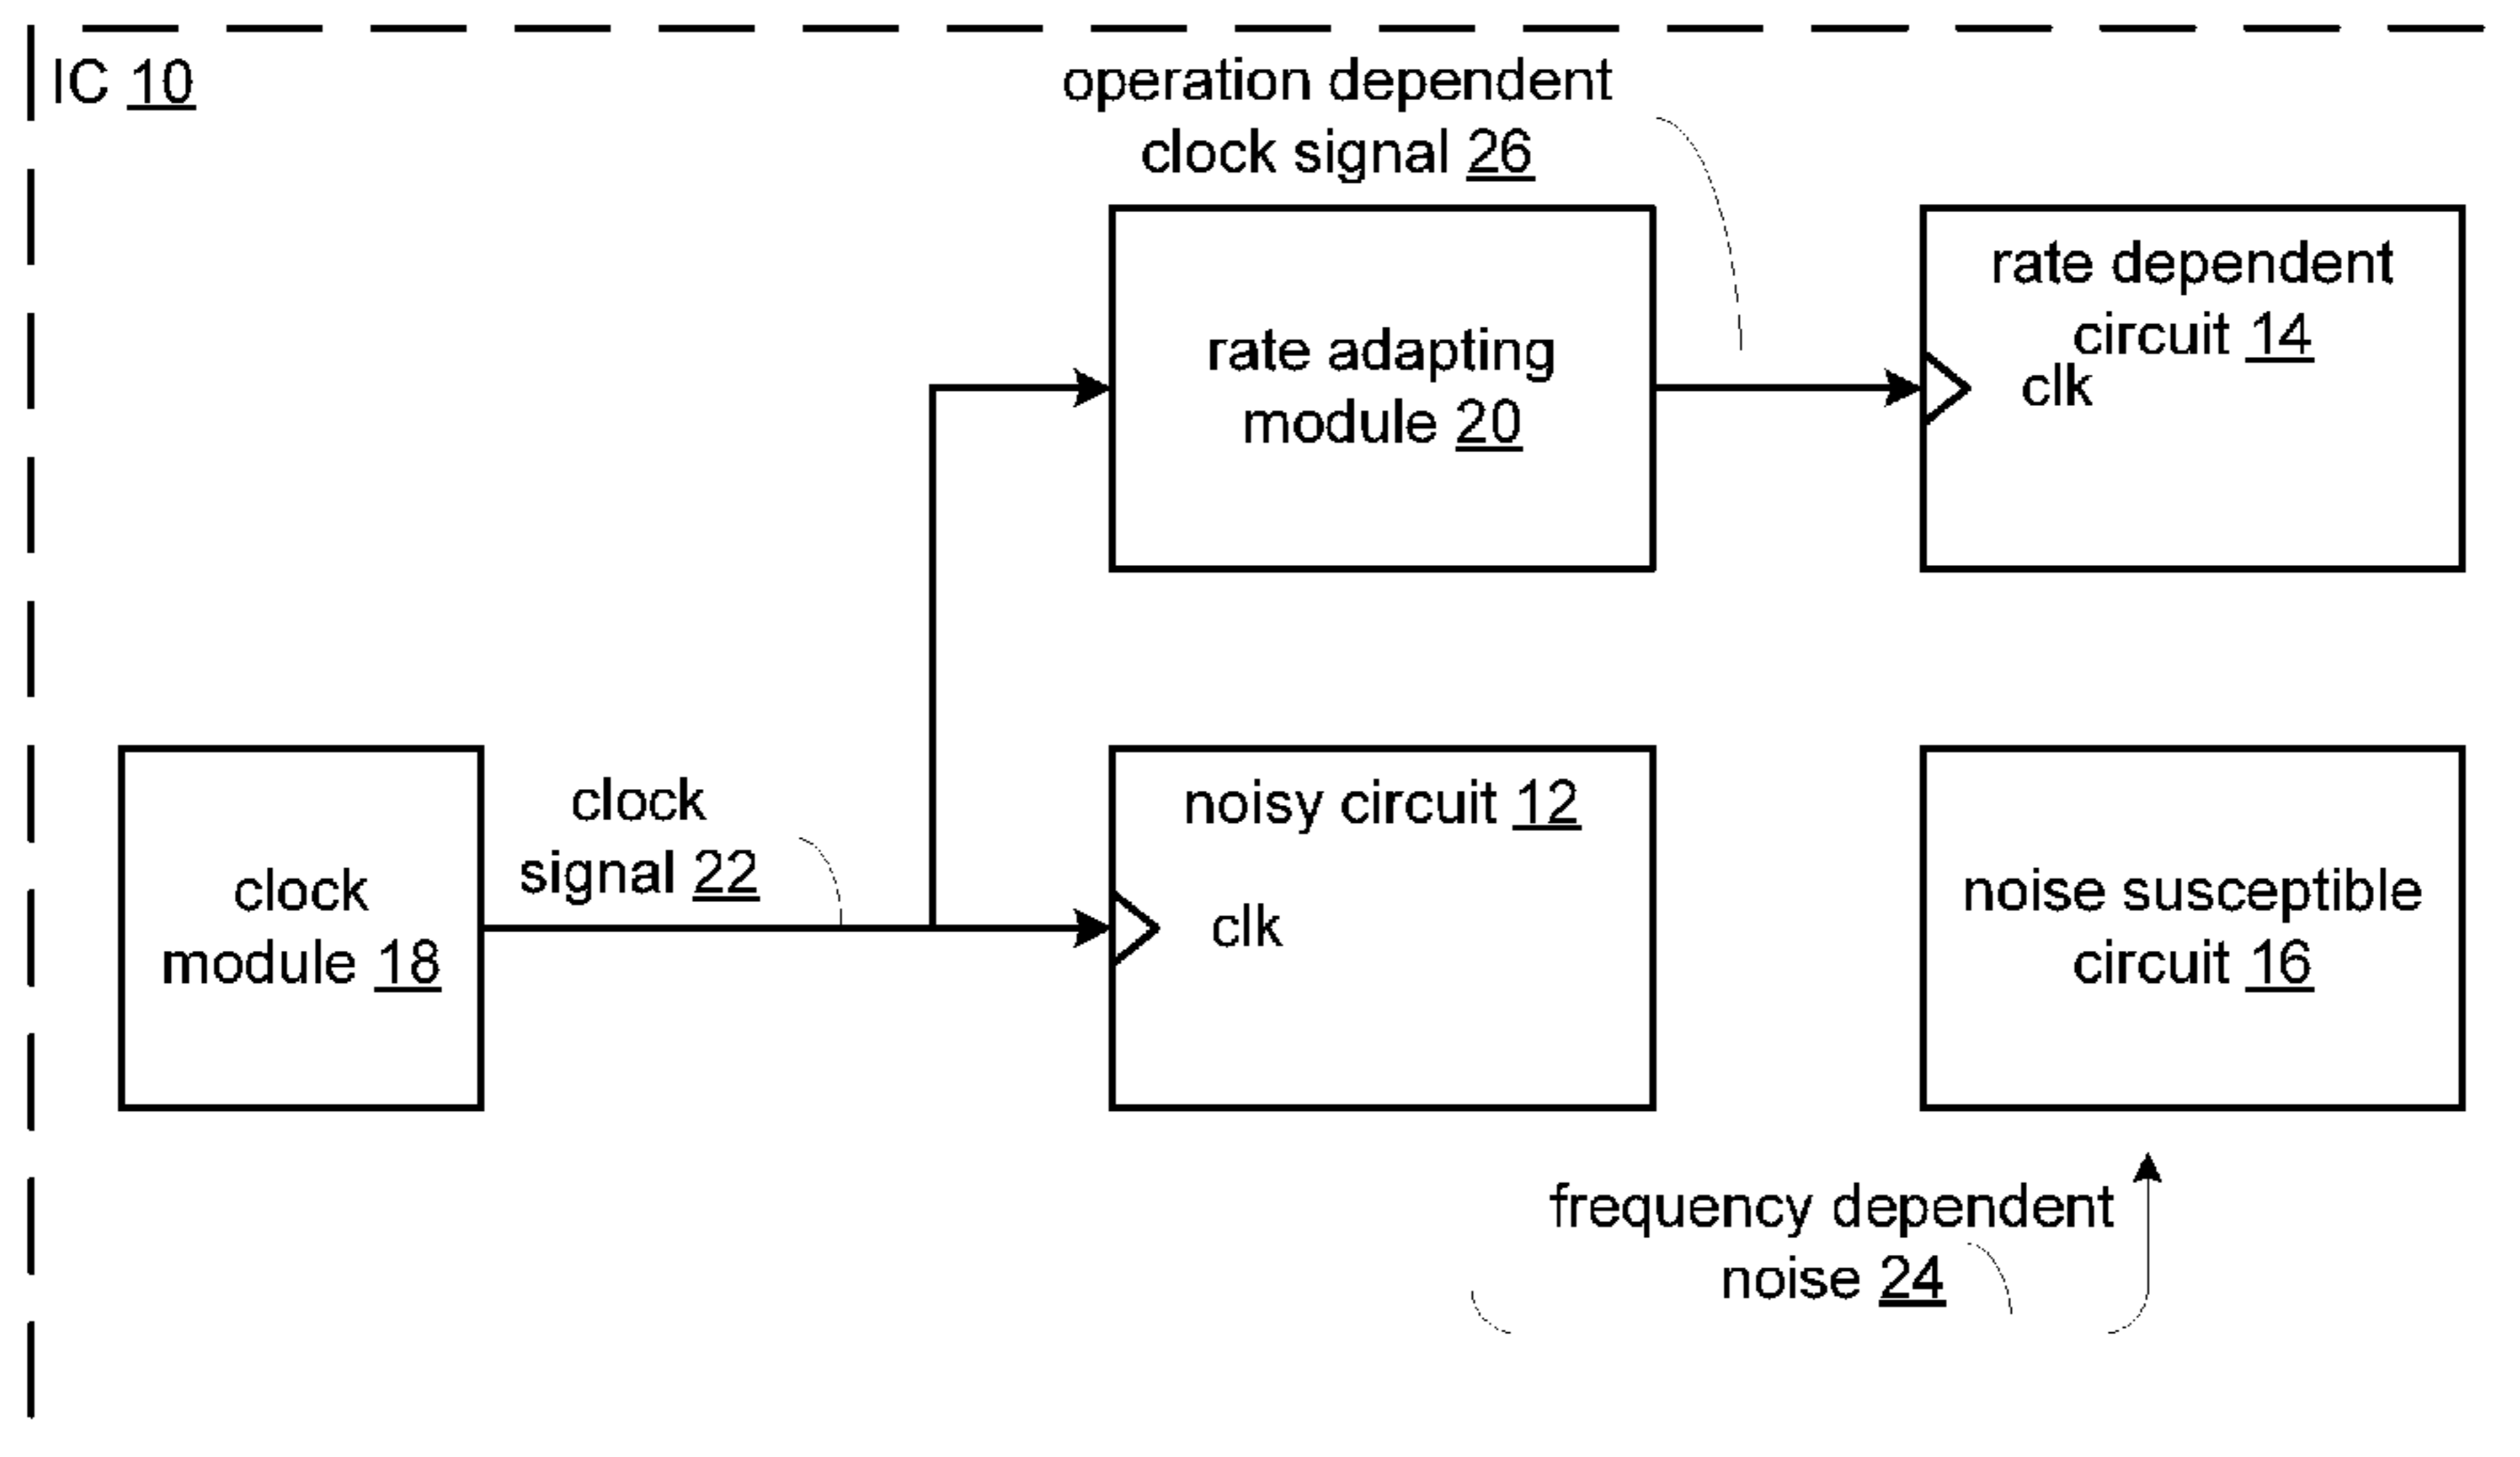 IC 10
operation dependent
clock signal 26
rate adapting
module 20
rate dependent
circuit 14
clk
clock
module 18
clock
signal 22
noisy circuit 12
clk
noise susceptible
circuit 16
frequency dependent
noise 24